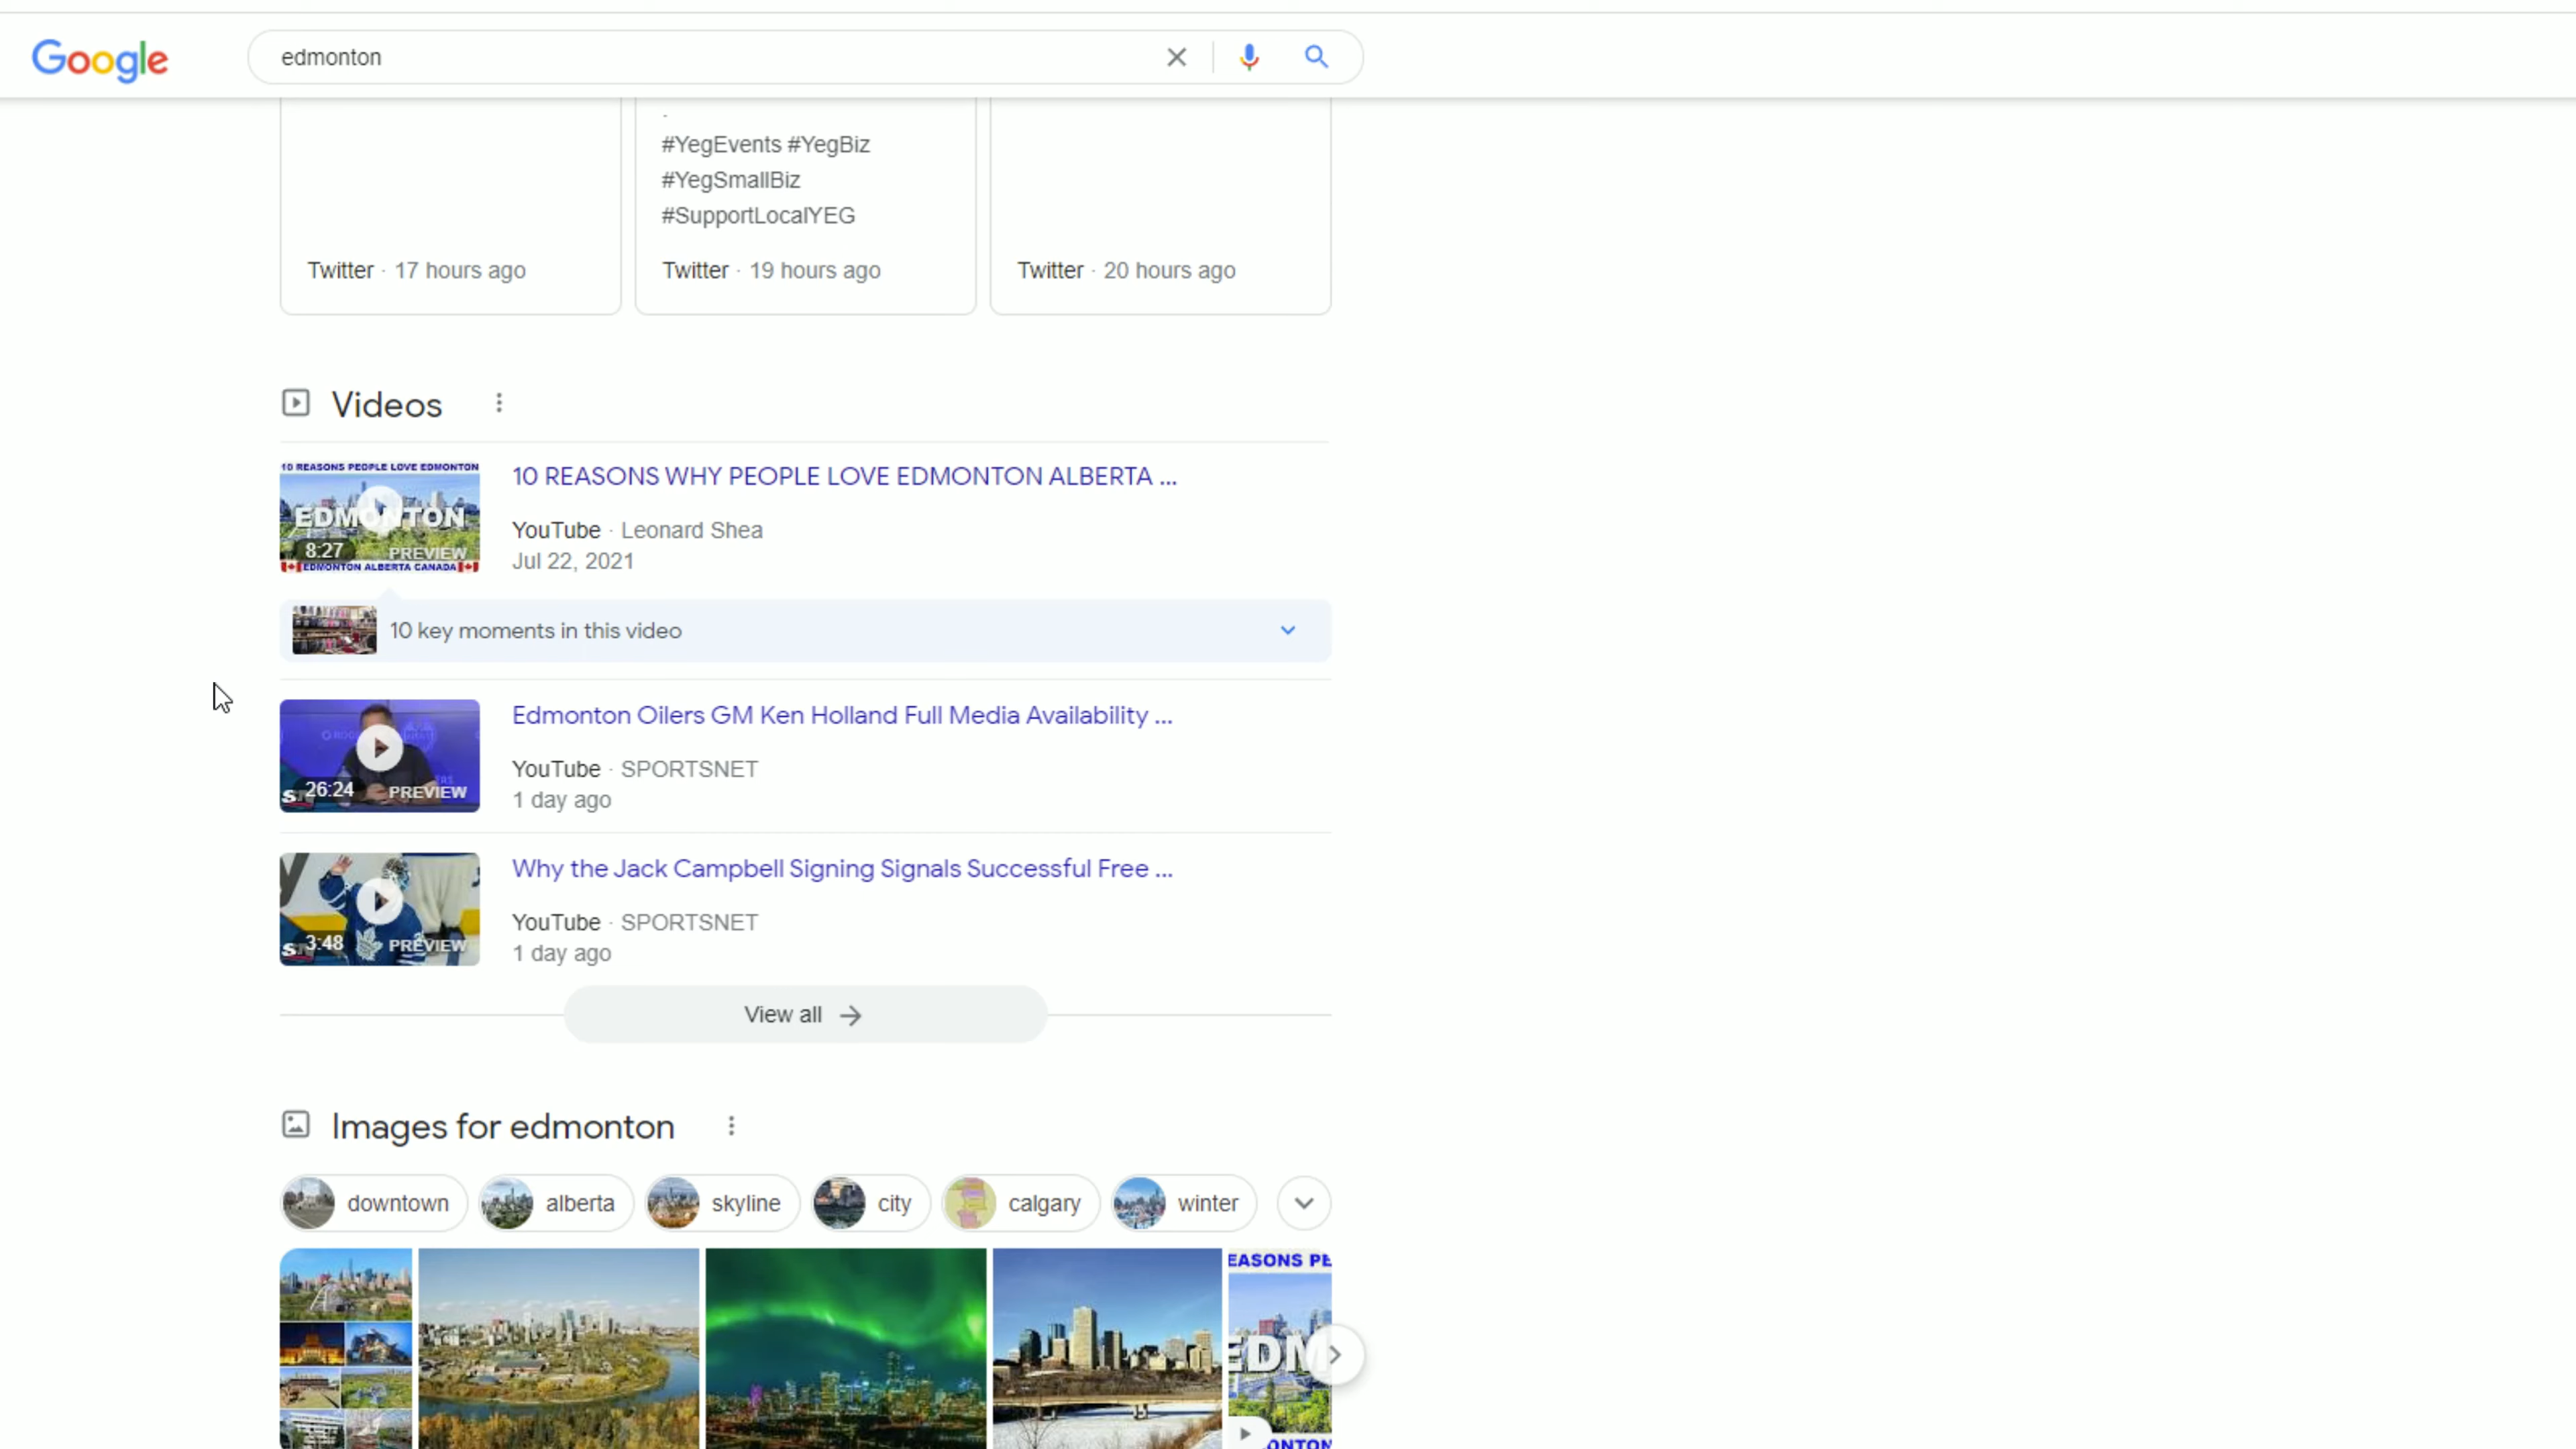 Google
edmonton
.
#YegEvents #YegBiz
#YegSmallBiz
#SupportLocalYEG
Twitter · 17 hours ago
Twitter · 19 hours ago
Twitter · 20 hours ago
Videos
10 REASONS PEOPLE LOVE EDMONTON
EDMONTON
8:27
PREVIEW
EDMONTON ALBERTA CANADA
10 REASONS WHY PEOPLE LOVE EDMONTON ALBERTA ...
YouTube · Leonard Shea
Jul 22, 2021
10 key moments in this video
26:24
PREVIEW
Edmonton Oilers GM Ken Holland Full Media Availability ...
YouTube · SPORTSNET
1 day ago
3:48
PREVIEW
Why the Jack Campbell Signing Signals Successful Free ...
YouTube · SPORTSNET
1 day ago
View all
Images for edmonton
downtown
alberta
skyline
city
calgary
winter
EASONS PE
EDM
ONTON